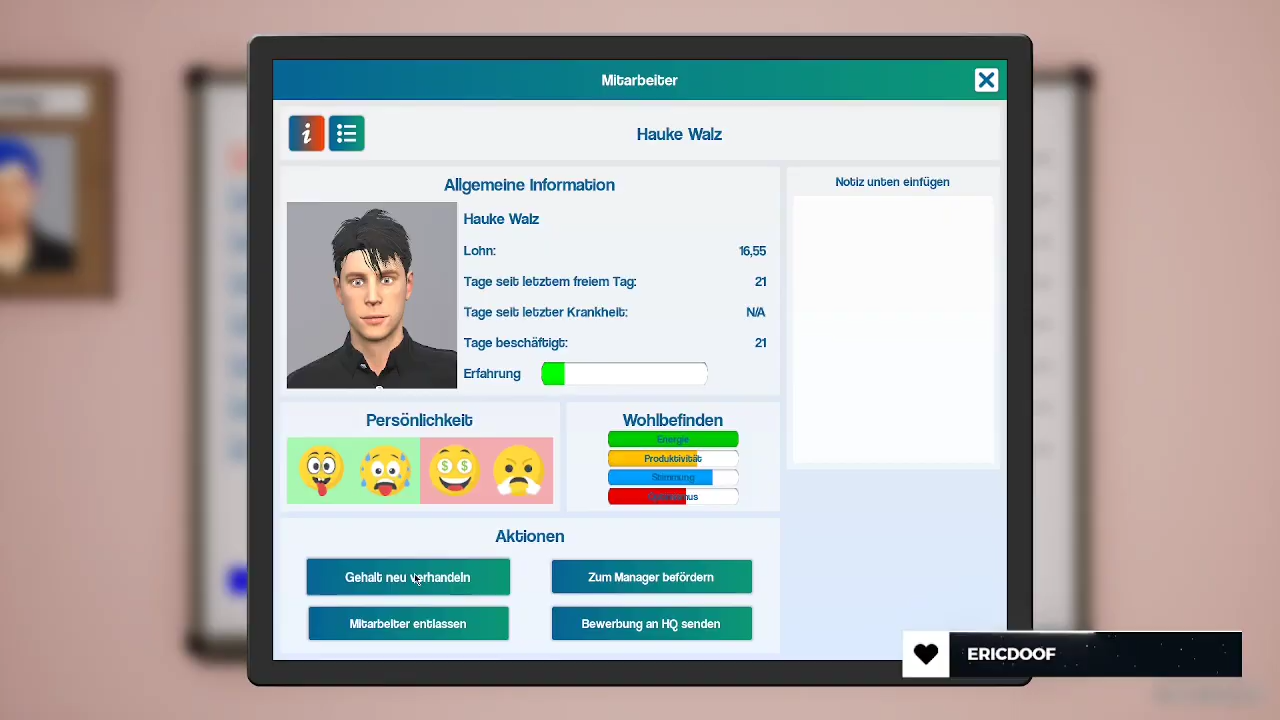 Mitarbeiter
Hauke Walz
Allgemeine Information
Notiz unten einfügen
Hauke Walz
Lohn: 16,55
Tage seit letztem freiem Tag: 21
Tage seit letzter Krankheit: N/A
Tage beschäftigt: 21
Erfahrung
Persönlichkeit
Wohlbefinden
Energie
Produktivität
Stimmung
Aktionen
Gehalt neu verhandeln
Zum Manager befördern
Mitarbeiter entlassen
Bewerbung an HQ senden
ERICDOOF